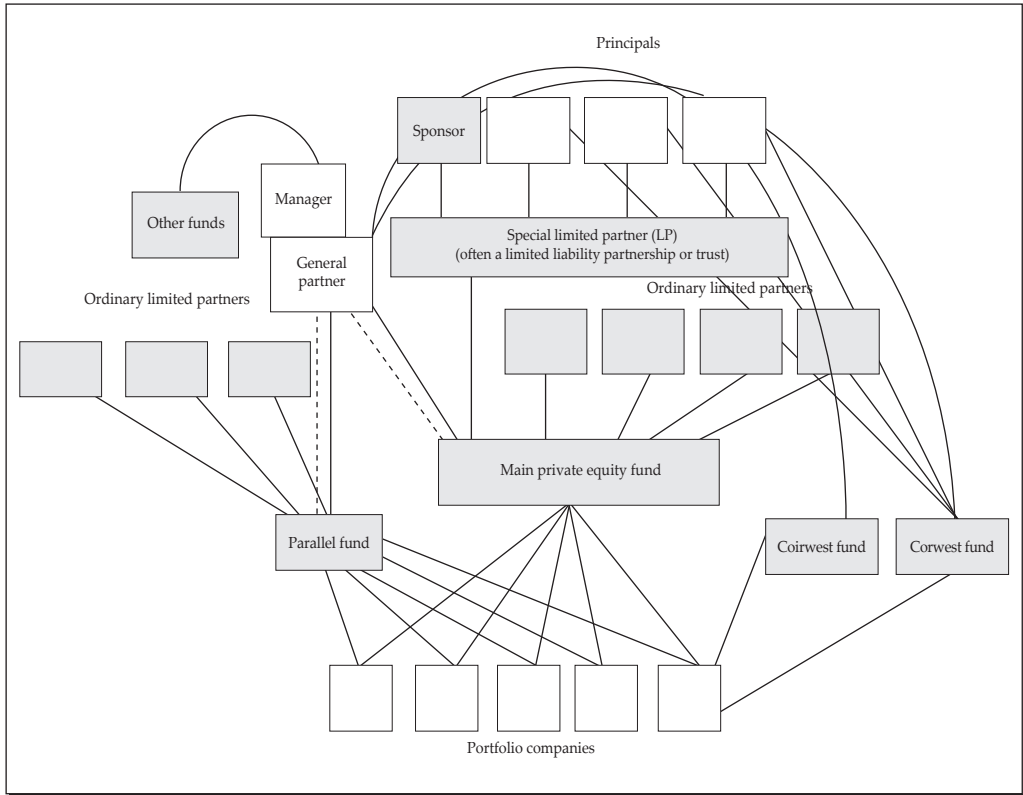 Principals
Sponsor
Manager
Other funds
Special limited partner (LP)
(often a limited liability partnership or trust)
General
partner
Ordinary limited partners
Ordinary limited partners
Main private equity fund
Parallel fund
Coirwest fund
Corwest fund
Portfolio companies